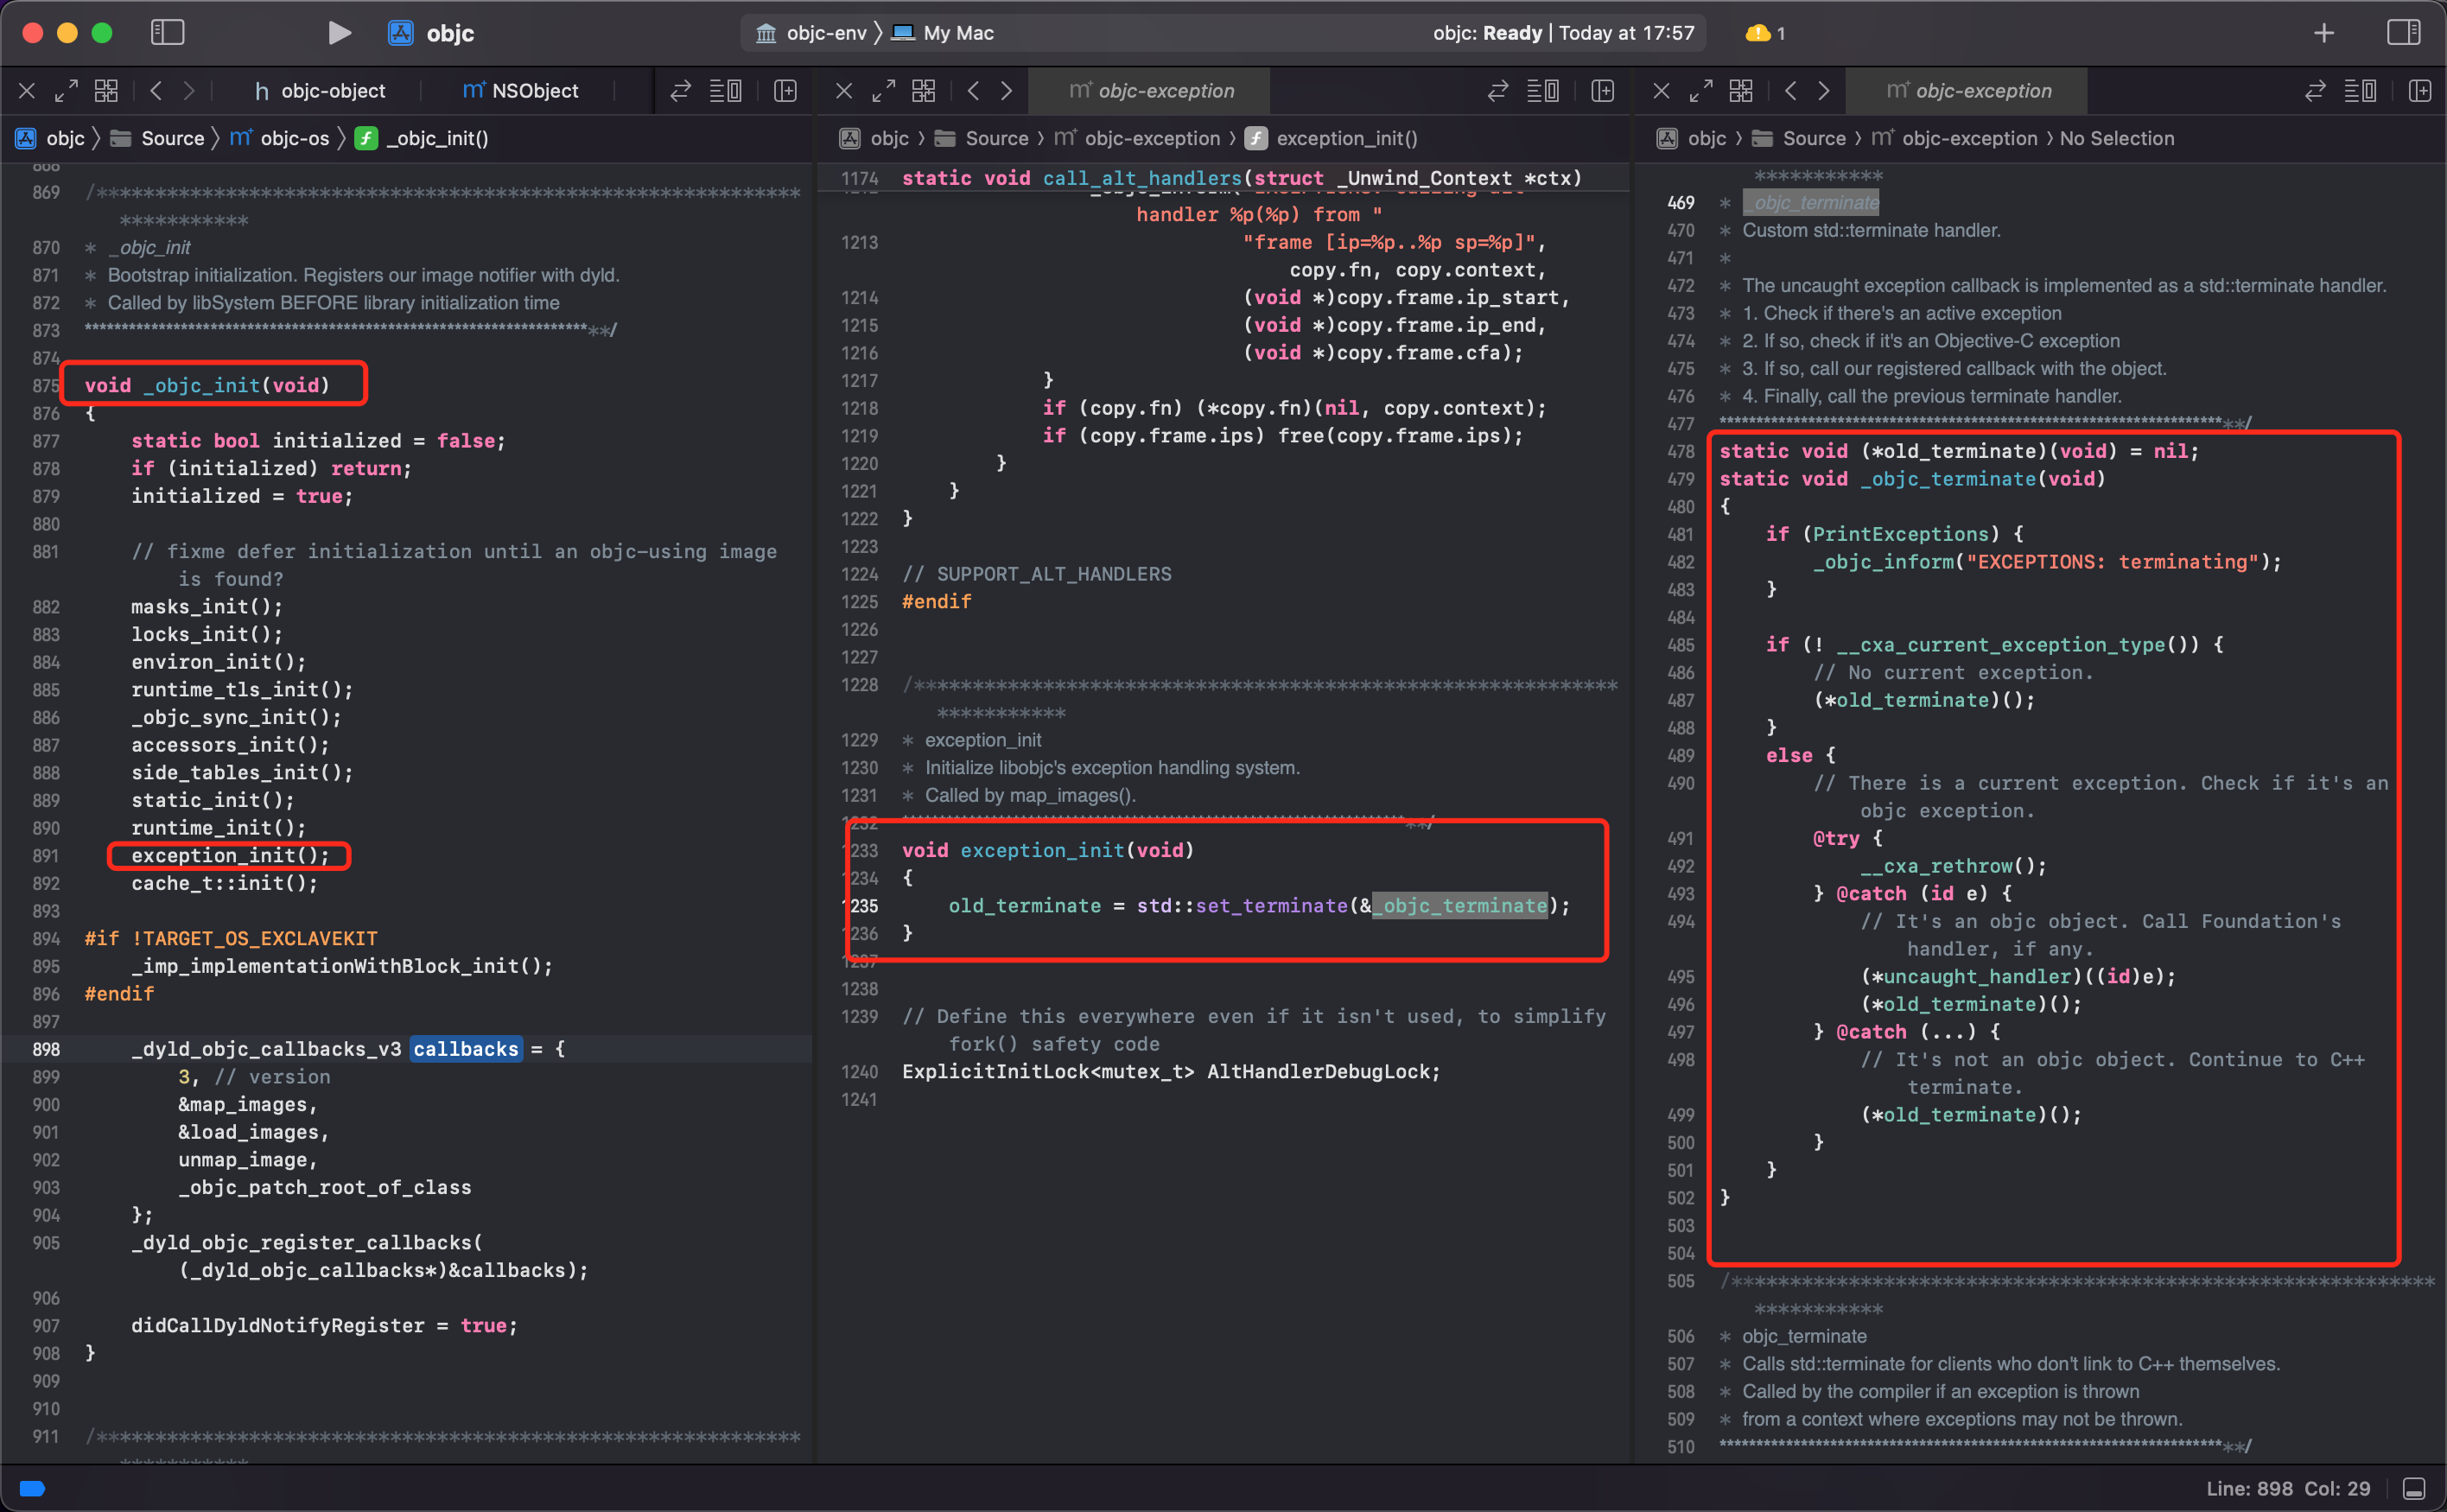 objc
objc-env 〉 My Mac
objc: Ready | Today at 17:57
1
h objc-object
m NSObject
objc 〉 Source 〉 m objc-os 〉 f _objc_init()
868
869 /************************************************************
***********
870 * _objc_init
871 * Bootstrap initialization. Registers our image notifier with dyld.
872 * Called by libSystem BEFORE library initialization time
873 **********************************************************************/
874
875 void _objc_init(void)
876 {
877 static bool initialized = false;
878 if (initialized) return;
879 initialized = true;
880
881 // fixme defer initialization until an objc-using image
is found?
882 masks_init();
883 locks_init();
884 environ_init();
885 runtime_tls_init();
886 _objc_sync_init();
887 accessors_init();
888 side_tables_init();
889 static_init();
890 runtime_init();
891 exception_init();
892 cache_t::init();
893
894 #if !TARGET_OS_EXCLAVEKIT
895 _imp_implementationWithBlock_init();
896 #endif
897
898 _dyld_objc_callbacks_v3 callbacks = {
899 3, // version
900 &map_images,
901 &load_images,
902 unmap_image,
903 _objc_patch_root_of_class
904 };
905 _dyld_objc_register_callbacks(
(_dyld_objc_callbacks*)&callbacks);
906
907 didCallDyldNotifyRegister = true;
908 }
909
910
911 /************************************************************
***********
m objc-exception
objc 〉 Source 〉 m objc-exception 〉 f exception_init()
1174 static void call_alt_handlers(struct _Unwind_Context *ctx)
handler %p(%p) from "
1213 "frame [ip=%p..%p sp=%p]",
copy.fn, copy.context,
1214 (void *)copy.frame.ip_start,
1215 (void *)copy.frame.ip_end,
1216 (void *)copy.frame.cfa);
1217 }
1218 if (copy.fn) (*copy.fn)(nil, copy.context);
1219 if (copy.frame.ips) free(copy.frame.ips);
1220 }
1221 }
1222 }
1223
1224 // SUPPORT_ALT_HANDLERS
1225 #endif
1226
1227
1228 /************************************************************
***********
1229 * exception_init
1230 * Initialize libobjc's exception handling system.
1231 * Called by map_images().
1232 **********************************************************************/
1233 void exception_init(void)
1234 {
1235 old_terminate = std::set_terminate(&_objc_terminate);
1236 }
1237
1238
1239 // Define this everywhere even if it isn't used, to simplify
fork() safety code
1240 ExplicitInitLock<mutex_t> AltHandlerDebugLock;
1241
m objc-exception
objc 〉 Source 〉 m objc-exception 〉 No Selection
***********
469 * _objc_terminate
470 * Custom std::terminate handler.
471 *
472 * The uncaught exception callback is implemented as a std::terminate handler.
473 * 1. Check if there's an active exception
474 * 2. If so, check if it's an Objective-C exception
475 * 3. If so, call our registered callback with the object.
476 * 4. Finally, call the previous terminate handler.
477 **********************************************************************/
478 static void (*old_terminate)(void) = nil;
479 static void _objc_terminate(void)
480 {
481 if (PrintExceptions) {
482 _objc_inform("EXCEPTIONS: terminating");
483 }
484
485 if (! __cxa_current_exception_type()) {
486 // No current exception.
487 (*old_terminate)();
488 }
489 else {
490 // There is a current exception. Check if it's an
objc exception.
491 @try {
492 __cxa_rethrow();
493 } @catch (id e) {
494 // It's an objc object. Call Foundation's
handler, if any.
495 (*uncaught_handler)((id)e);
496 (*old_terminate)();
497 } @catch (...) {
498 // It's not an objc object. Continue to C++
terminate.
499 (*old_terminate)();
500 }
501 }
502 }
503
504
505 /************************************************************
***********
506 * objc_terminate
507 * Calls std::terminate for clients who don't link to C++ themselves.
508 * Called by the compiler if an exception is thrown
509 * from a context where exceptions may not be thrown.
510 **********************************************************************/
Line: 898 Col: 29